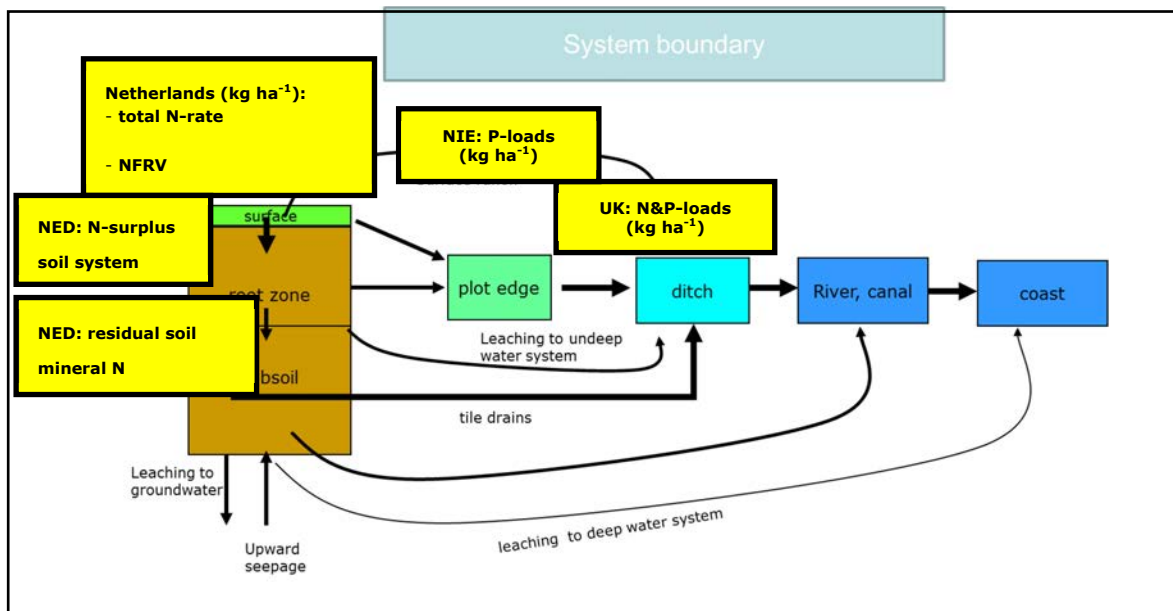 System boundary
Netherlands (kg ha⁻¹):
- total N-rate
- NFRV
NIE: P-loads
(kg ha⁻¹)
UK: N&P-loads
(kg ha⁻¹)
surface
NED: N-surplus
soil system
root zone
plot edge
ditch
River, canal
coast
NED: residual soil
mineral N
Leaching to undeep
water system
tile drains
Leaching to
groundwater
Upward
seepage
leaching to deep water system